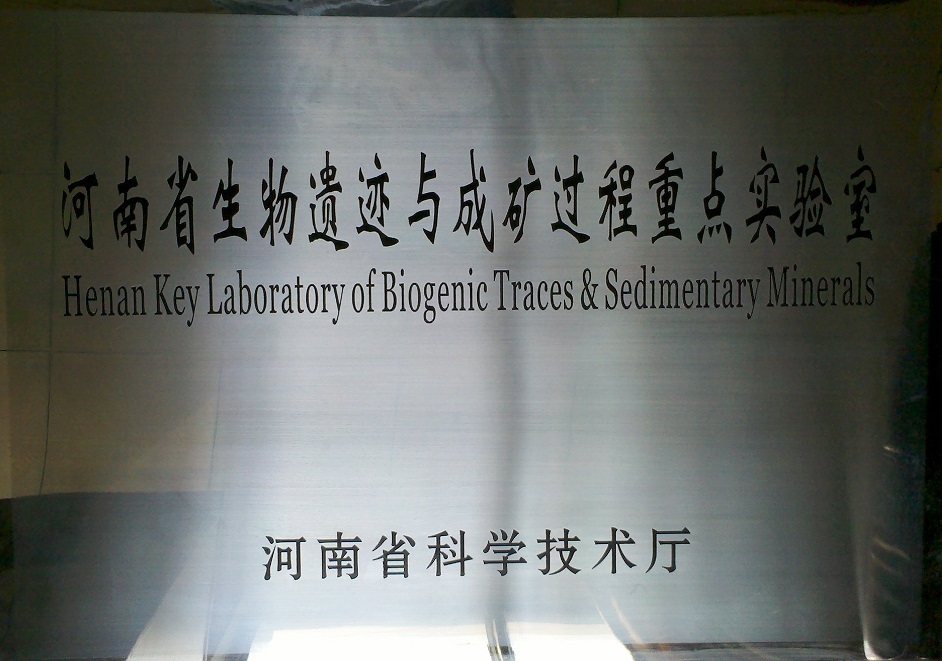 河南省生物遗迹与成矿过程重点实验室
Henan Key Laboratory of Biogenic Traces & Sedimentary Minerals
河南省科学技术厅